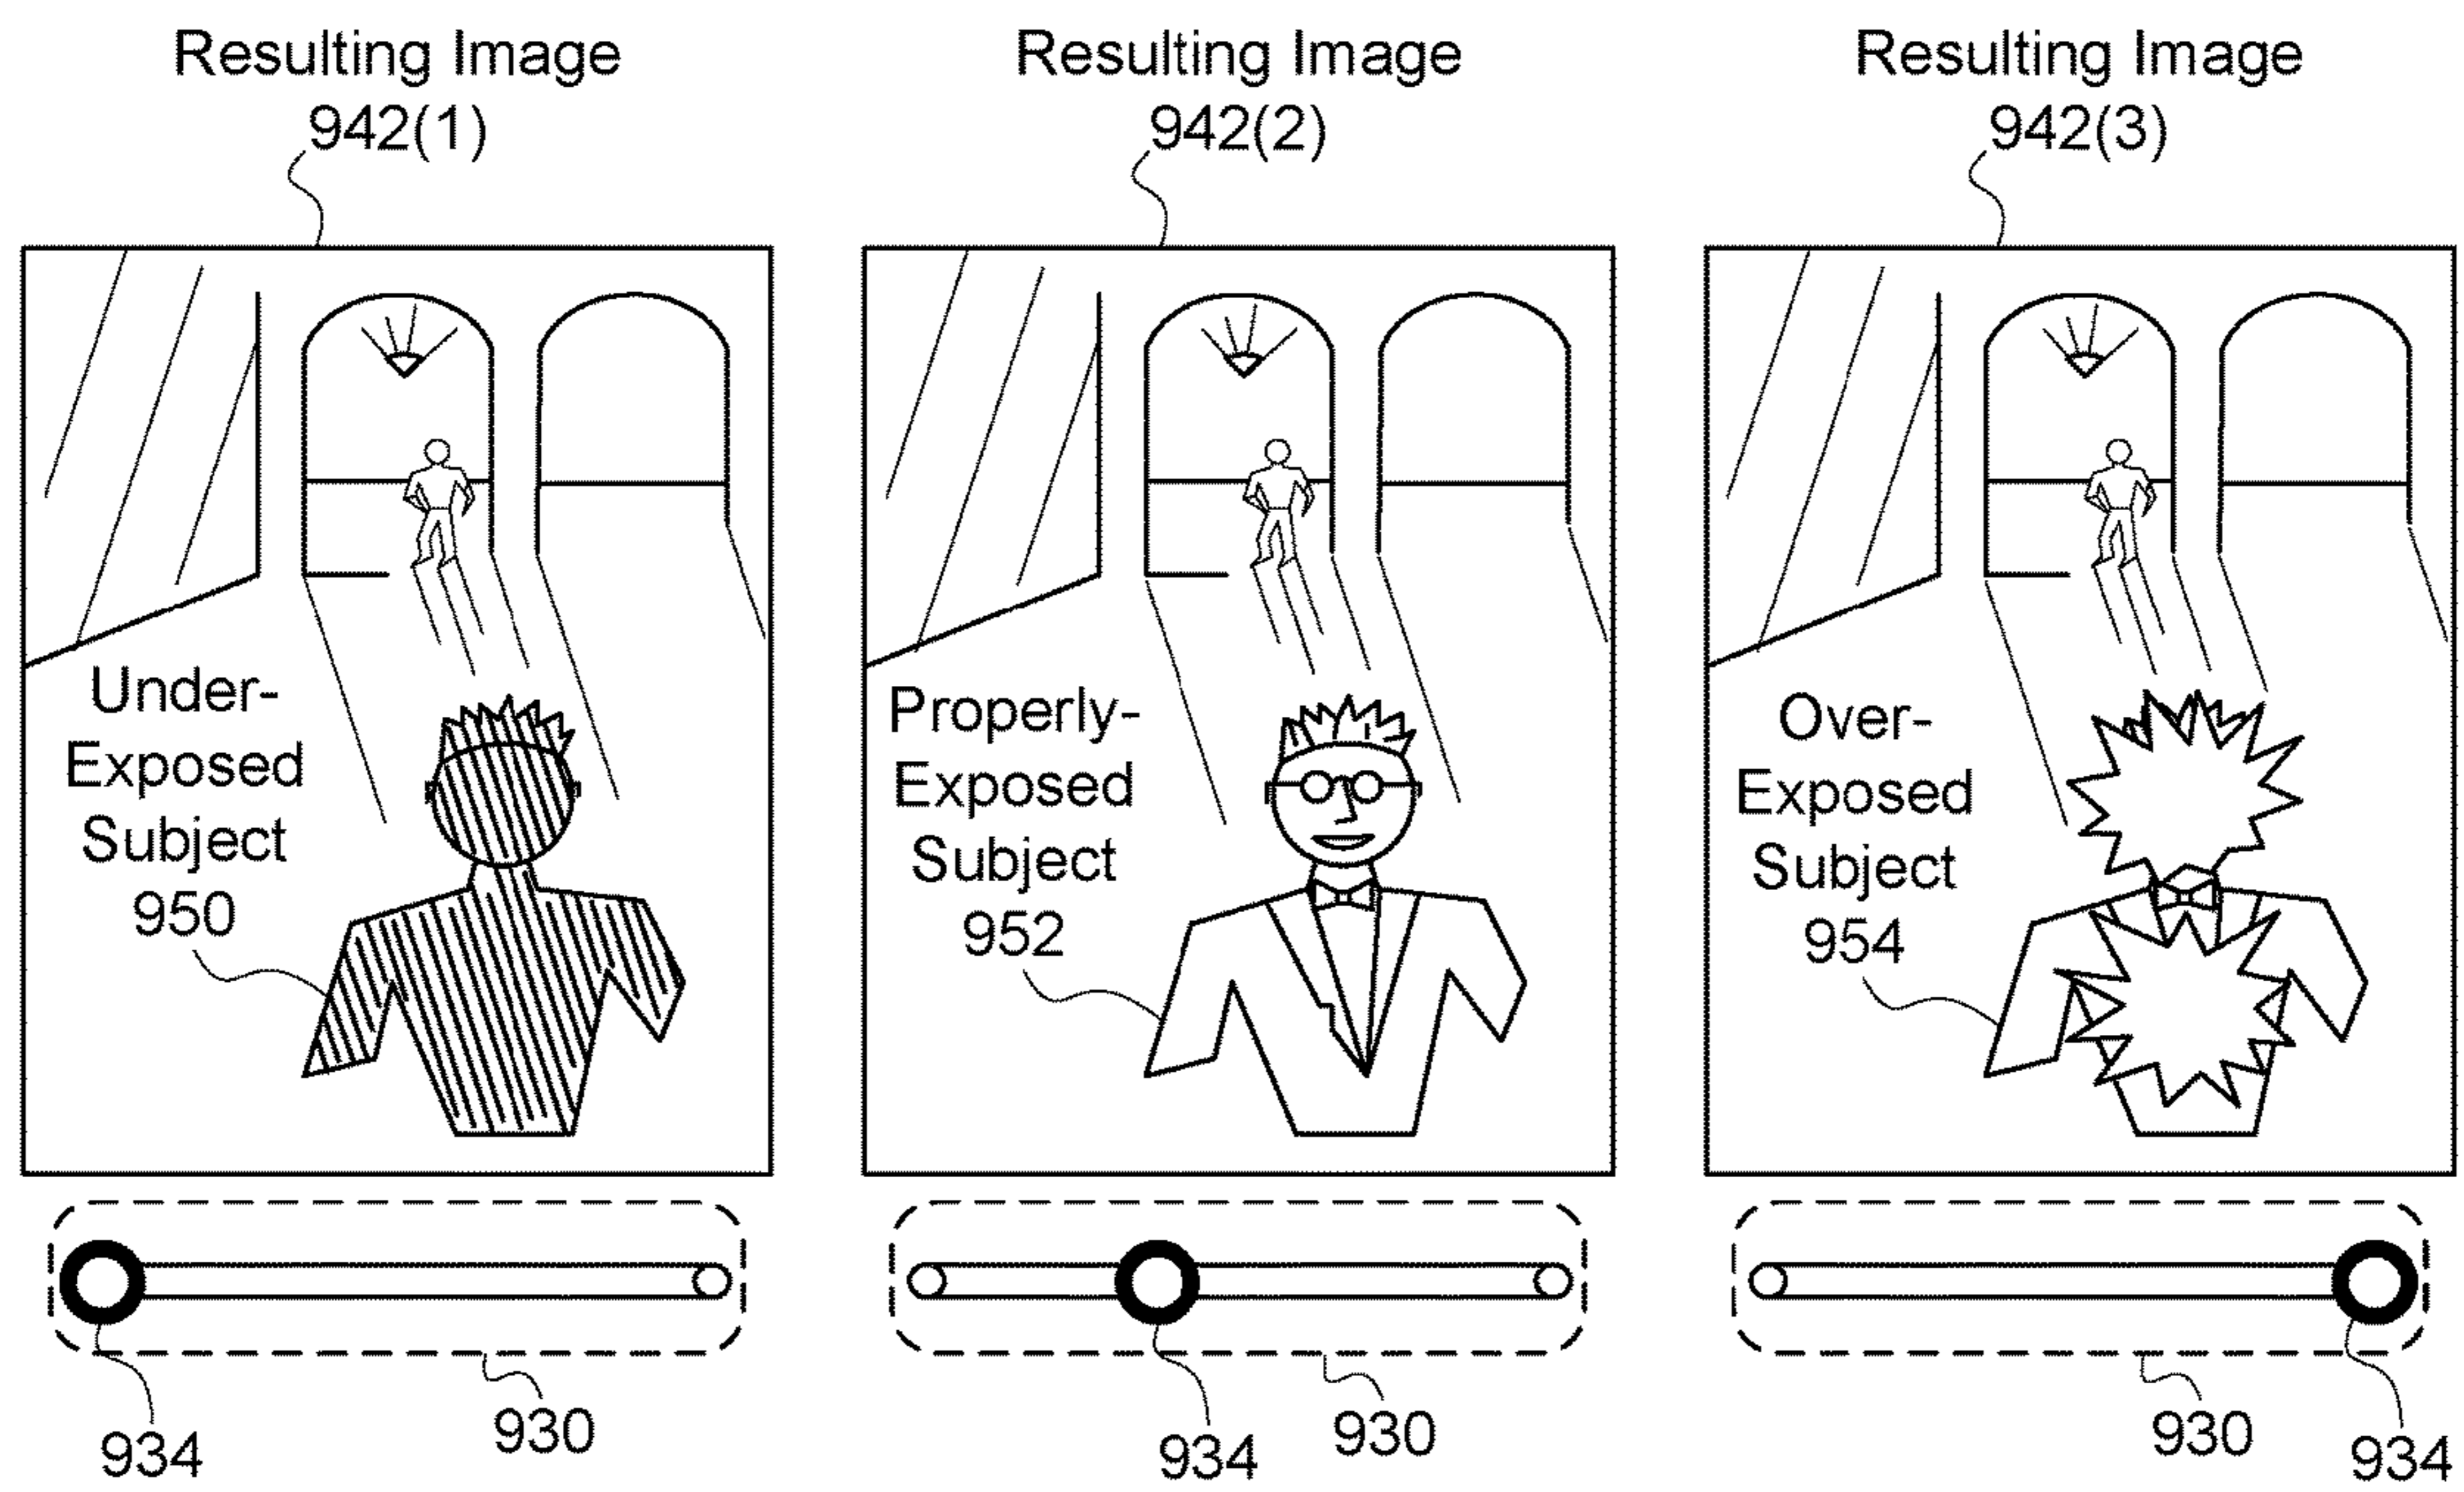 Resulting Image
942(1)
Resulting Image
942(2)
Resulting Image
942(3)
Under-
Exposed
Subject
950
Properly-
Exposed
Subject
952
Over-
Exposed
Subject
954
934
930
934
930
930
934